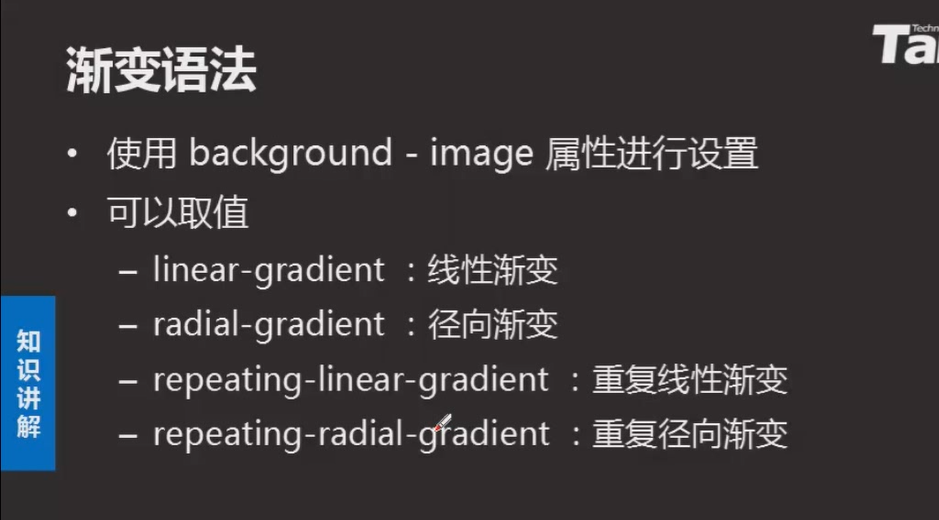 Techn
Ta
渐变语法
• 使用 background - image 属性进行设置
• 可以取值
– linear-gradient ：线性渐变
– radial-gradient ：径向渐变
– repeating-linear-gradient ：重复线性渐变
– repeating-radial-gradient ：重复径向渐变
知识讲解